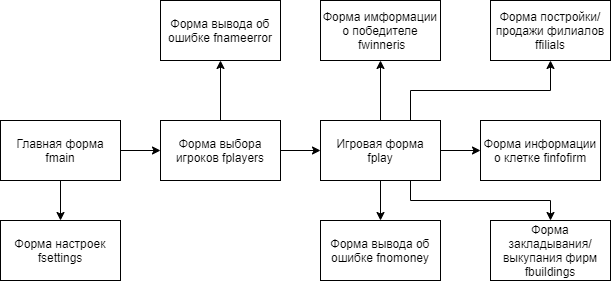 Форма вывода об
ошибке fnameerror
Форма имформации
о победителе
fwinneris
Форма постройки/
продажи филиалов
ffilials
Главная форма
fmain
Форма выбора
игроков fplayers
Игровая форма
fplay
Форма информации
о клетке finfofirm
Форма настроек
fsettings
Форма вывода об
ошибке fnomoney
Форма
закладывания/
выкупания фирм
fbuildings